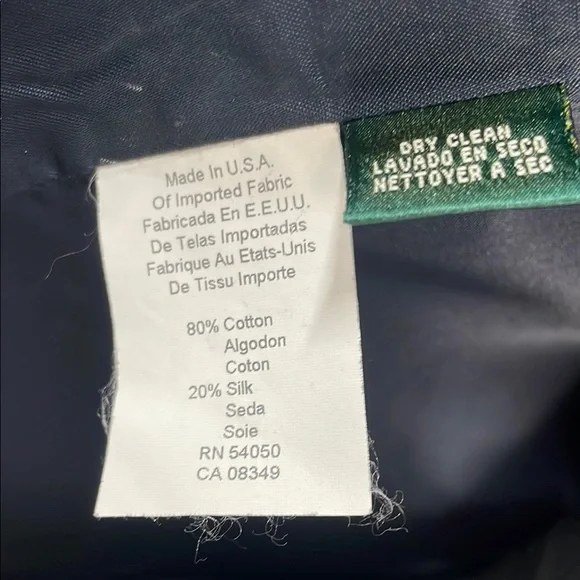 Made In U.S.A.
Of Imported Fabric
Fabricada En E.E.U.U.
De Telas Importadas
Fabrique Au Etats-Unis
De Tissu Importe
80% Cotton
Algodon
Coton
20% Silk
Seda
Soie
RN 54050
CA 08349
DRY CLEAN
LAVADO EN SECO
NETTOYER A SEC